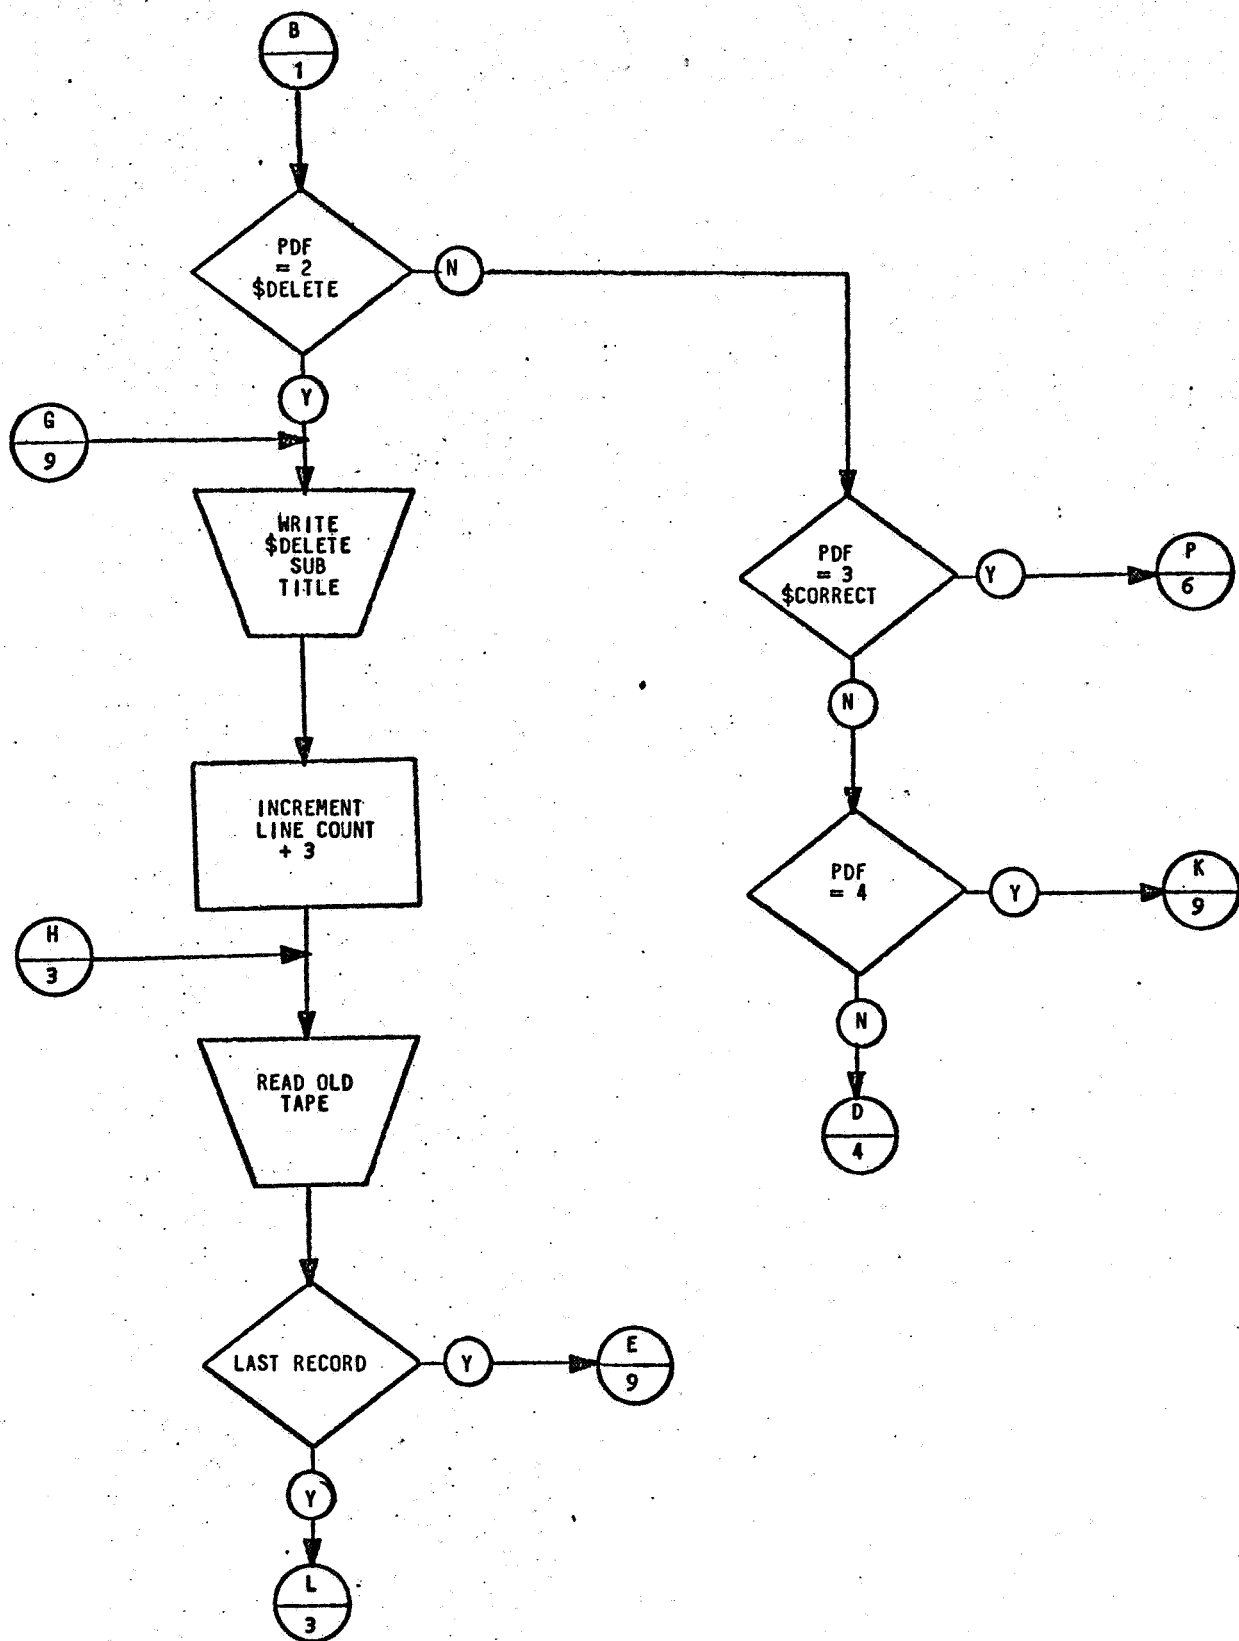 B
1
PDF
= 2
$DELETE
N
Y
G
9
WRITE
$DELETE
SUB
TITLE
PDF
= 3
$CORRECT
Y
P
6
N
INCREMENT
LINE COUNT
+ 3
PDF
= 4
Y
K
9
H
3
N
READ OLD
TAPE
D
4
LAST RECORD
Y
E
9
Y
L
3